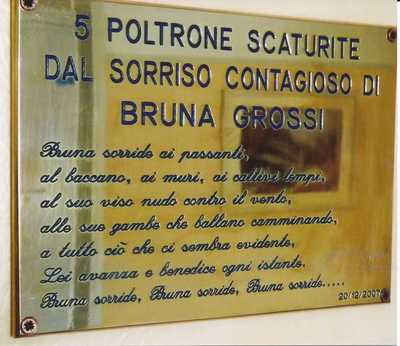 5 POLTRONE SCATURITE
DAL SORRISO CONTAGIOSO DI
BRUNA GROSSI
Bruna sorride ai passanti,
al baccano, ai muri, ai cattivi tempi,
al suo viso nudo contro il vento,
alle sue gambe che ballano camminando,
a tutto ciò che ci sembra evidente,
Lei avanza e benedice ogni istante.
Bruna sorride, Bruna sorride, Bruna sorride.....
20/12/2007